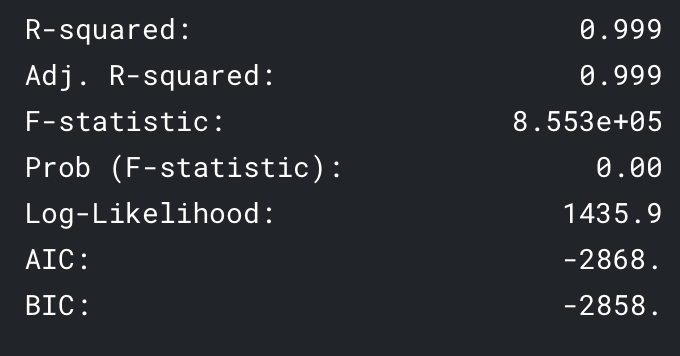 R-squared: 0.999
Adj. R-squared: 0.999
F-statistic: 8.553e+05
Prob (F-statistic): 0.00
Log-Likelihood: 1435.9
AIC: -2868.
BIC: -2858.